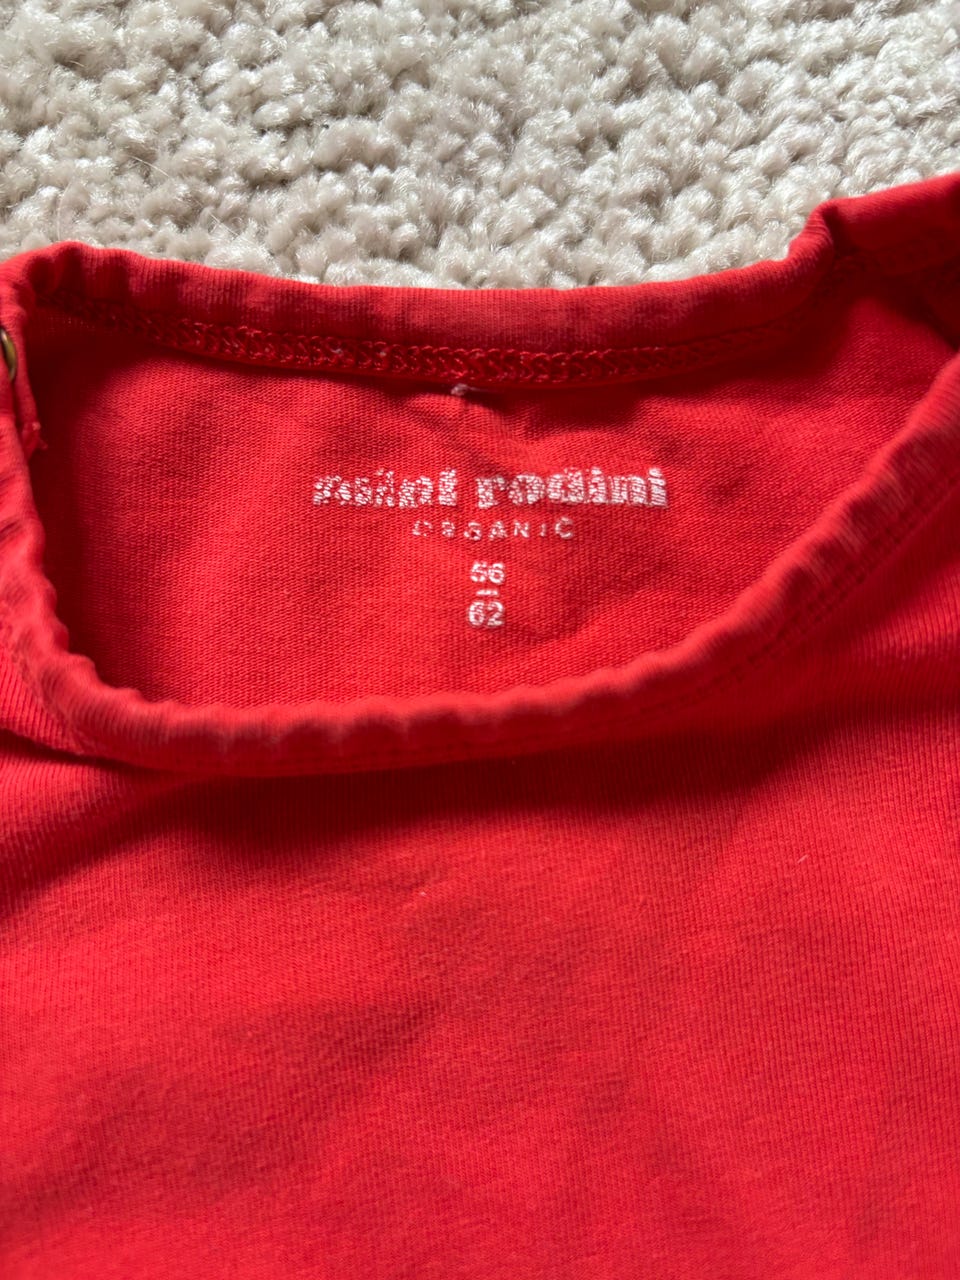 mini rodini
ORGANIC
56
–
62